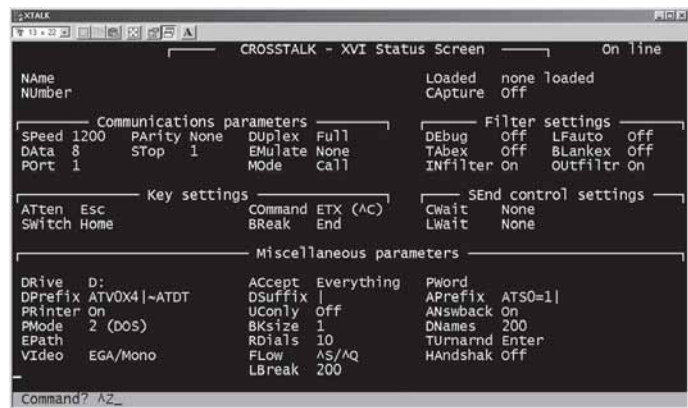 XTALK
13 x 22 A
CROSSTALK - XVI Status Screen On line
NAme LOaded none loaded
NUmber CApture Off
Communications parameters Filter settings
SPeed 1200 PArity None DUplex Full DEbug Off LFauto Off
DAta 8 STop 1 EMulate None TAbex Off BLankex Off
POrt 1 MOde Call INfilter On OUtfiltr On
Key settings SEnd control settings
ATten Esc COmmand ETX (^C) CWait None
SWitch Home BReak End LWait None
Miscellaneous parameters
DRive D: ACcept Everything PWord
DPrefix ATV0X4|~ATDT DSuffix | APrefix ATS0=1|
PRinter On UConly Off ANswback On
PMode 2 (DOS) BKsize 1 DNames 200
EPath RDials 10 TUrnarnd Enter
VIdeo EGA/Mono FLow ^S/^Q HAndshak Off
LBreak 200
Command? ^Z_